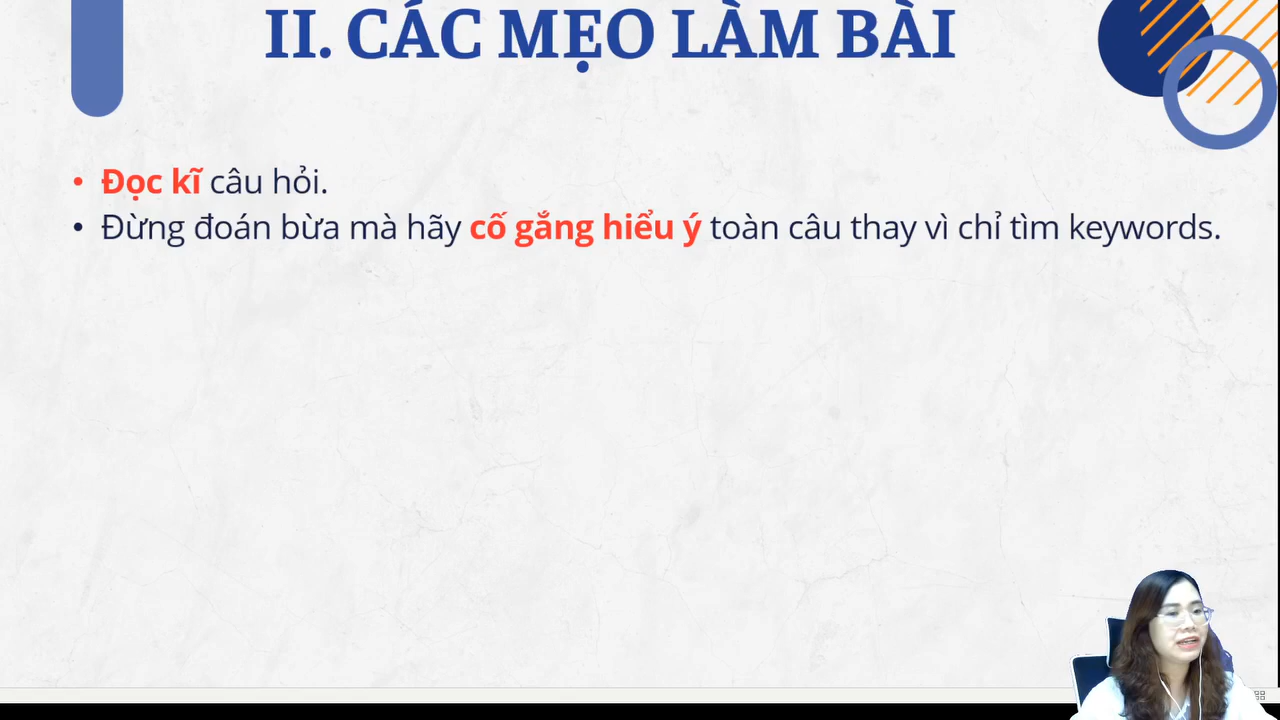 II. CÁC MẸO LÀM BÀI
• Đọc kĩ câu hỏi.
• Đừng đoán bừa mà hãy cố gắng hiểu ý toàn câu thay vì chỉ tìm keywords.